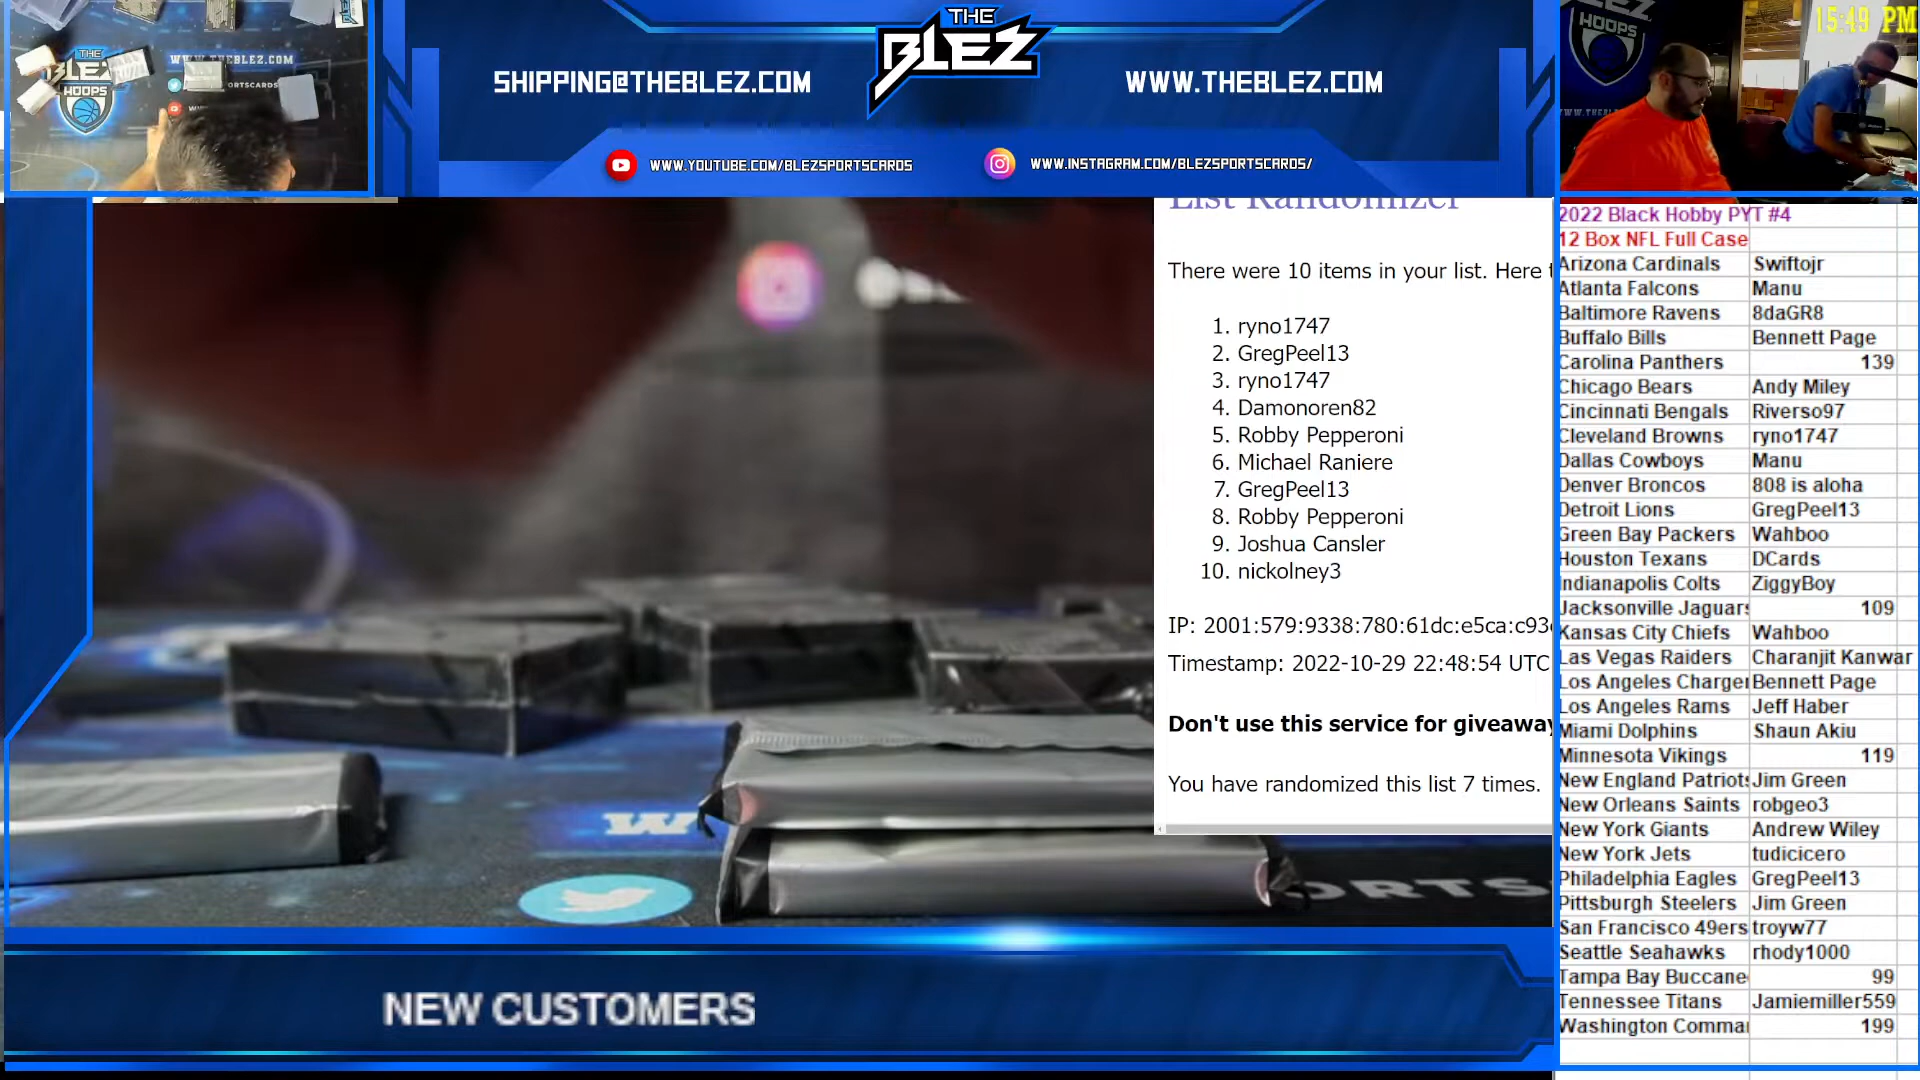 THE
BLEZ
HOOPS
WWW.THEBLEZ.COM
ORTSCARDS
SHIPPING@THEBLEZ.COM
THE
BLEZ
WWW.THEBLEZ.COM
WWW.YOUTUBE.COM/BLEZSPORTSCARDS
WWW.INSTAGRAM.COM/BLEZSPORTSCARDS/
HOOPS
15:49 PM
List Randomizer
There were 10 items in your list. Here t
1. ryno1747
2. GregPeel13
3. ryno1747
4. Damonoren82
5. Robby Pepperoni
6. Michael Raniere
7. GregPeel13
8. Robby Pepperoni
9. Joshua Cansler
10. nickolney3
IP: 2001:579:9338:780:61dc:e5ca:c93
Timestamp: 2022-10-29 22:48:54 UTC
Don't use this service for giveaway
You have randomized this list 7 times.
W
ORTS
NEW CUSTOMERS
2022 Black Hobby PYT #4
12 Box NFL Full Case
Arizona Cardinals Swiftojr
Atlanta Falcons Manu
Baltimore Ravens 8daGR8
Buffalo Bills Bennett Page
Carolina Panthers 139
Chicago Bears Andy Miley
Cincinnati Bengals Riverso97
Cleveland Browns ryno1747
Dallas Cowboys Manu
Denver Broncos 808 is aloha
Detroit Lions GregPeel13
Green Bay Packers Wahboo
Houston Texans DCards
Indianapolis Colts ZiggyBoy
Jacksonville Jaguars 109
Kansas City Chiefs Wahboo
Las Vegas Raiders Charanjit Kanwar
Los Angeles Charger Bennett Page
Los Angeles Rams Jeff Haber
Miami Dolphins Shaun Akiu
Minnesota Vikings 119
New England Patriots Jim Green
New Orleans Saints robgeo3
New York Giants Andrew Wiley
New York Jets tudicicero
Philadelphia Eagles GregPeel13
Pittsburgh Steelers Jim Green
San Francisco 49ers troyw77
Seattle Seahawks rhody1000
Tampa Bay Buccane 99
Tennessee Titans Jamiemiller559
Washington Comma 199